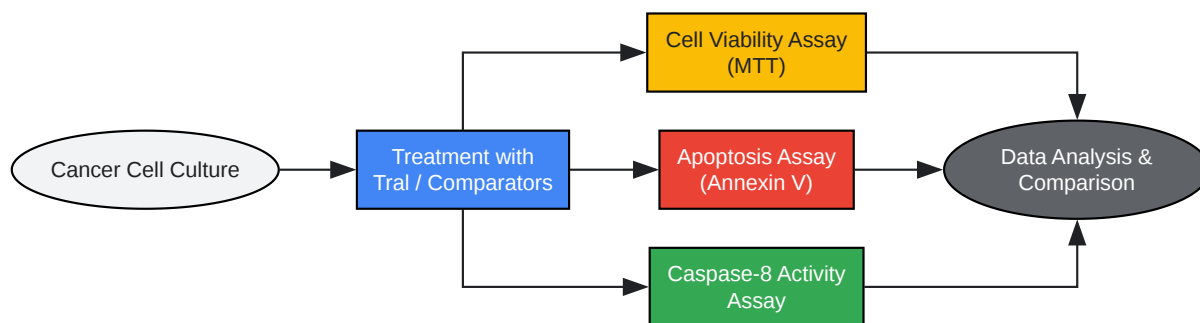 Cancer Cell Culture
Treatment with
Tral / Comparators
Cell Viability Assay
(MTT)
Apoptosis Assay
(Annexin V)
Caspase-8 Activity
Assay
Data Analysis &
Comparison